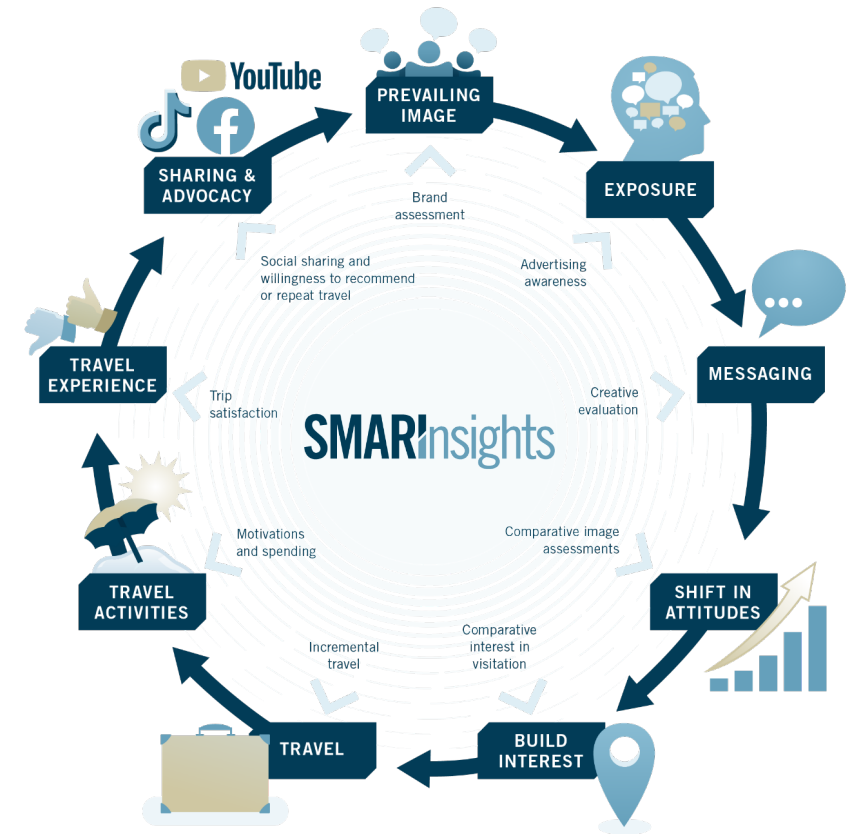 YouTube
PREVAILING
IMAGE
Brand
assessment
EXPOSURE
Advertising
awareness
MESSAGING
Creative
evaluation
SHIFT IN
ATTITUDES
Comparative image
assessments
BUILD
INTEREST
Comparative
interest in
visitation
TRAVEL
Incremental
travel
TRAVEL
ACTIVITIES
Motivations
and spending
TRAVEL
EXPERIENCE
Trip
satisfaction
SHARING &
ADVOCACY
Social sharing and
willingness to recommend
or repeat travel
SMARInsights